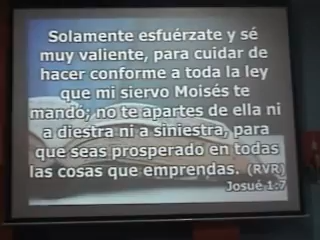 Solamente esfuérzate y sé
muy valiente, para cuidar de
hacer conforme a toda la ley
que mi siervo Moisés te
mandó; no te apartes de ella ni
a diestra ni a siniestra, para
que seas prosperado en todas
las cosas que emprendas. (RVR)
Josué 1:7